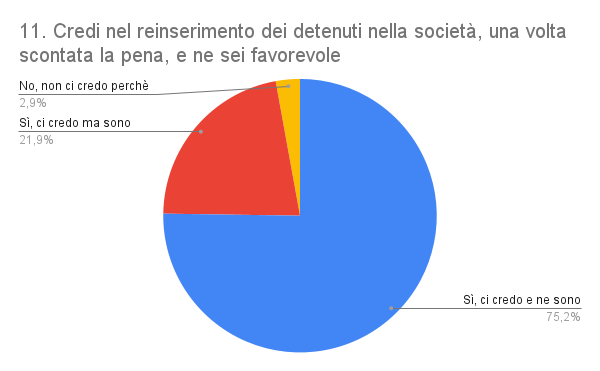 11. Credi nel reinserimento dei detenuti nella società, una volta
scontata la pena, e ne sei favorevole
No, non ci credo perchè
2,9%
Sì, ci credo ma sono
21,9%
Sì, ci credo e ne sono
75,2%